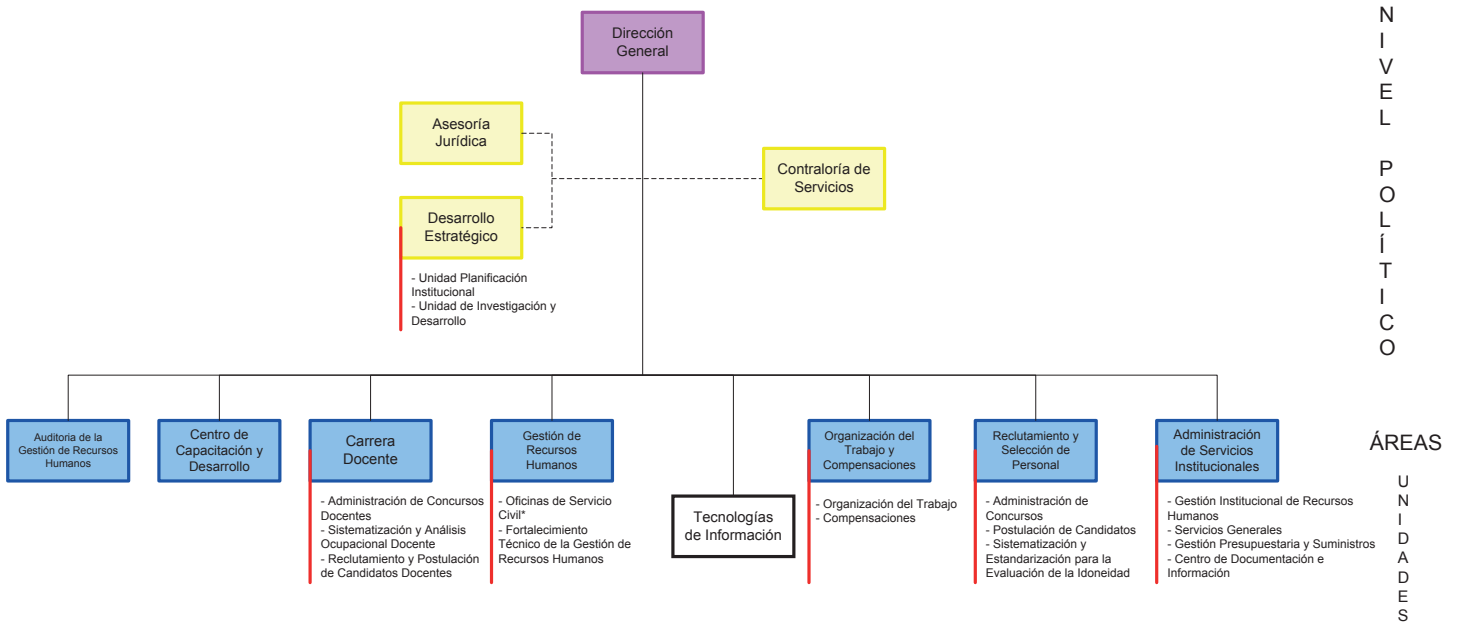 Dirección
General
Asesoría
Jurídica
Contraloría de
Servicios
Desarrollo
Estratégico
- Unidad Planificación
Institucional
- Unidad de Investigación y
Desarrollo
NIVEL POLÍTICO
Auditoria de la
Gestión de Recursos
Humanos
Centro de
Capacitación y
Desarrollo
Carrera
Docente
- Administración de Concursos
Docentes
- Sistematización y Análisis
Ocupacional Docente
- Reclutamiento y Postulación
de Candidatos Docentes
Gestión de
Recursos
Humanos
- Oficinas de Servicio
Civil*
- Fortalecimiento
Técnico de la Gestión de
Recursos Humanos
Tecnologías
de Información
Organización del
Trabajo y
Compensaciones
- Organización del Trabajo
- Compensaciones
Reclutamiento y
Selección de
Personal
- Administración de
Concursos
- Postulación de Candidatos
- Sistematización y
Estandarización para la
Evaluación de la Idoneidad
Administración
de Servicios
Institucionales
- Gestión Institucional de Recursos
Humanos
- Servicios Generales
- Gestión Presupuestaria y Suministros
- Centro de Documentación e
Información
ÁREAS
UNIDADES